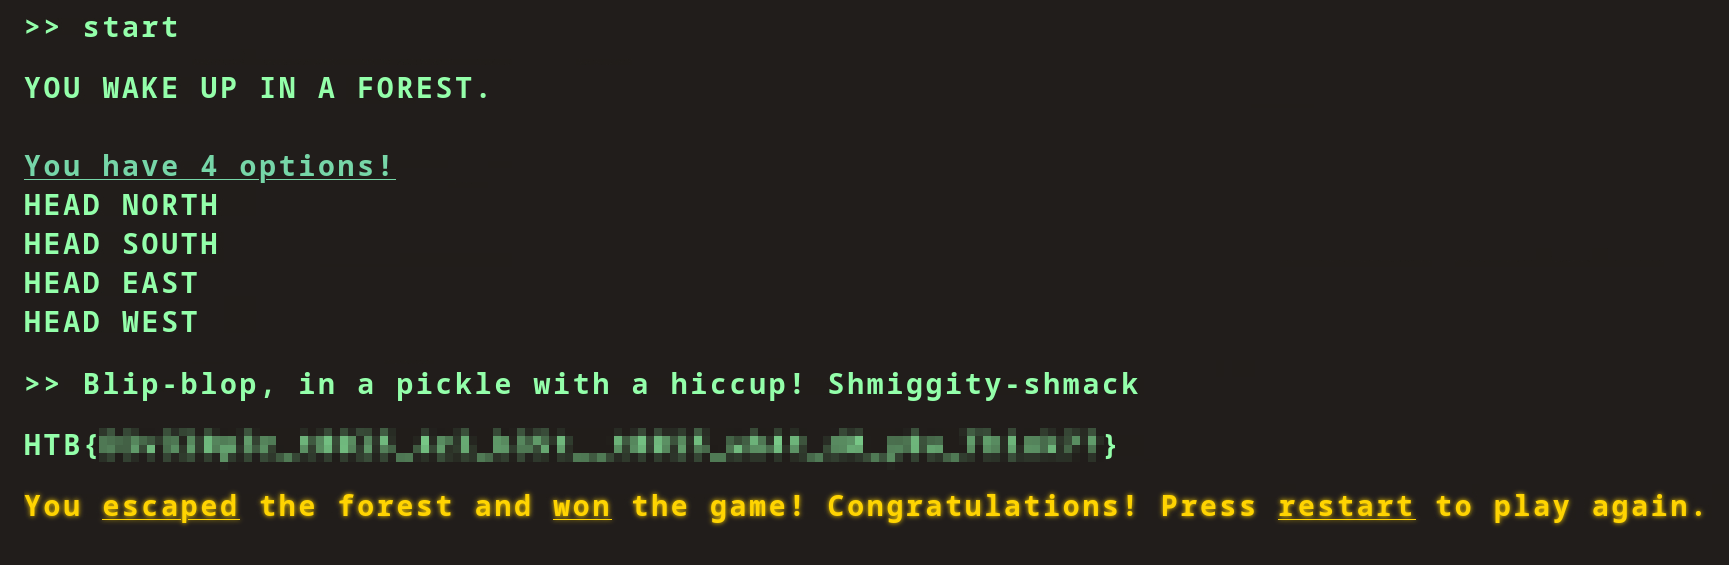 >> start
YOU WAKE UP IN A FOREST.
You have 4 options!
HEAD NORTH
HEAD SOUTH
HEAD EAST
HEAD WEST
>> Blip-blop, in a pickle with a hiccup! Shmiggity-shmack
HTB{ }
You escaped the forest and won the game! Congratulations! Press restart to play again.